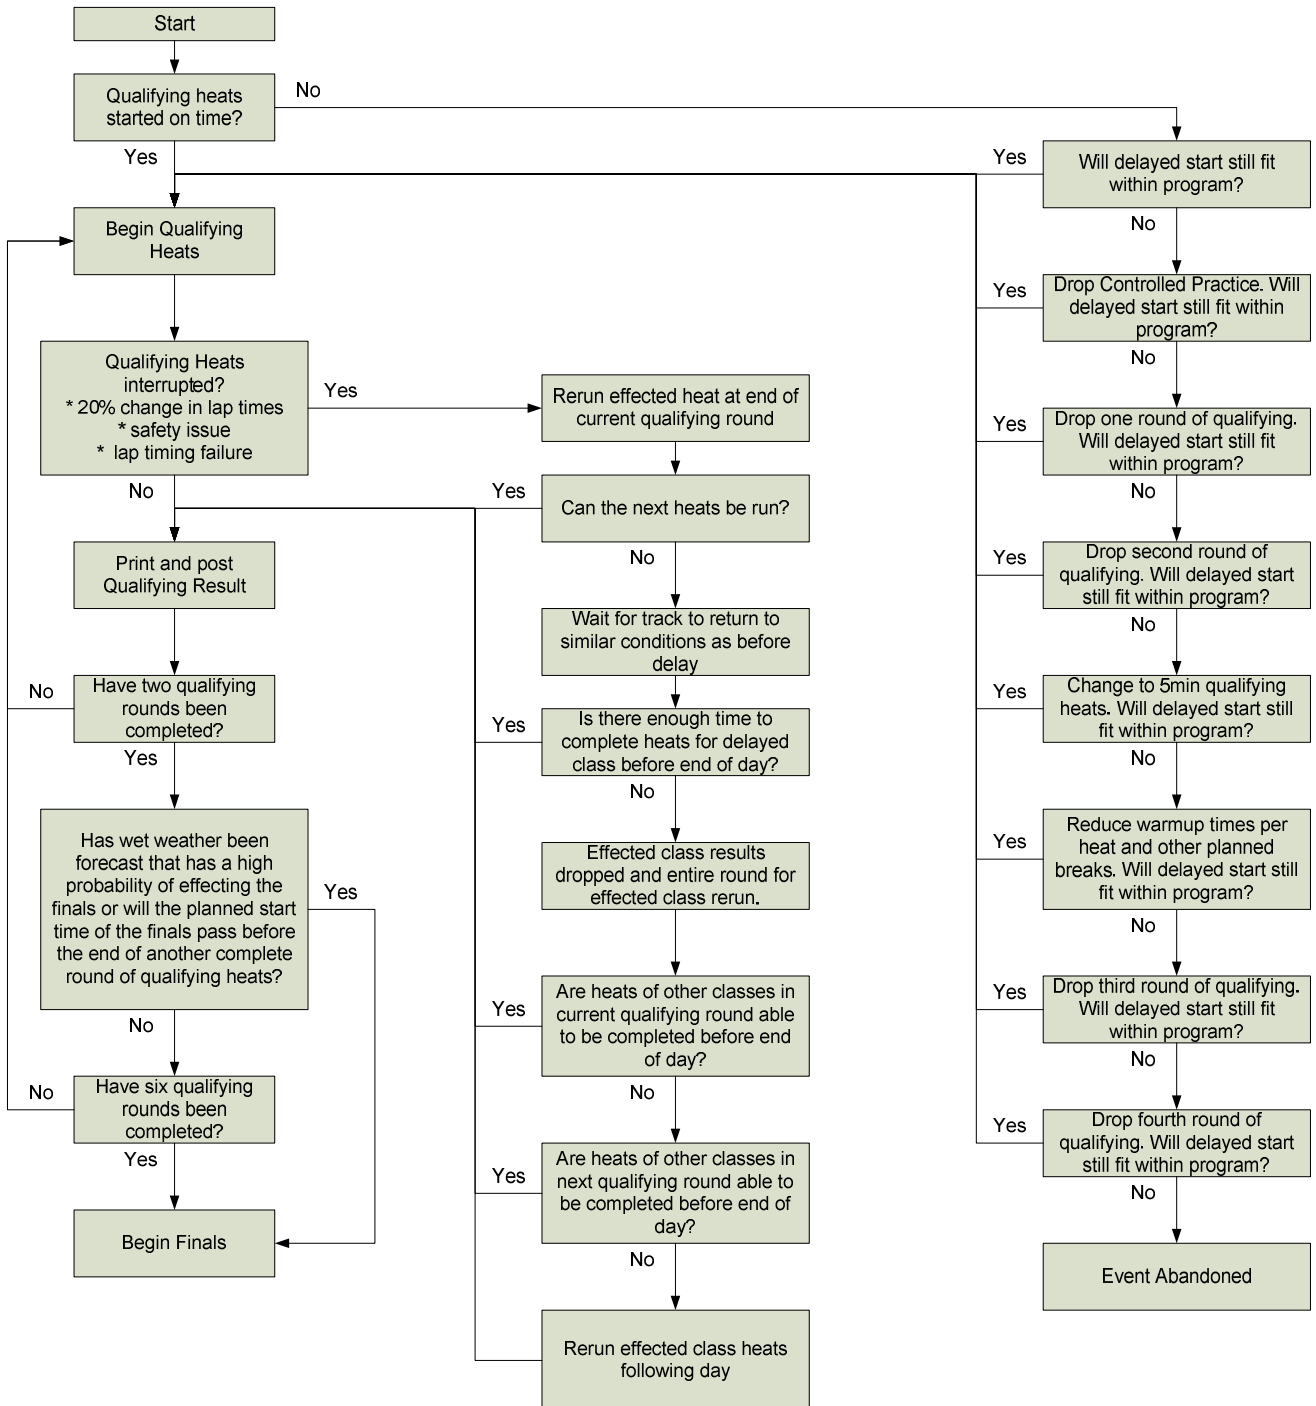 Start
Qualifying heats
started on time?
No
Yes
Begin Qualifying
Heats
Qualifying Heats
interrupted?
* 20% change in lap times
* safety issue
* lap timing failure
Yes
No
Print and post
Qualifying Result
Have two qualifying
rounds been
completed?
No
Yes
Has wet weather been
forecast that has a high
probability of effecting the
finals or will the planned start
time of the finals pass before
the end of another complete
round of qualifying heats?
Yes
No
Have six qualifying
rounds been
completed?
No
Yes
Begin Finals
Rerun effected heat at end of
current qualifying round
Can the next heats be run?
Yes
No
Wait for track to return to
similar conditions as before
delay
Is there enough time to
complete heats for delayed
class before end of day?
Yes
No
Effected class results
dropped and entire round for
effected class rerun.
Are heats of other classes in
current qualifying round able
to be completed before end
of day?
Yes
No
Are heats of other classes in
next qualifying round able to
be completed before end of
day?
Yes
No
Rerun effected class heats
following day
Will delayed start still fit
within program?
Yes
No
Drop Controlled Practice. Will
delayed start still fit within
program?
Yes
No
Drop one round of qualifying.
Will delayed start still fit
within program?
Yes
No
Drop second round of
qualifying. Will delayed start
still fit within program?
Yes
No
Change to 5min qualifying
heats. Will delayed start still
fit within program?
Yes
No
Reduce warmup times per
heat and other planned
breaks. Will delayed start still
fit within program?
Yes
No
Drop third round of qualifying.
Will delayed start still fit
within program?
Yes
No
Drop fourth round of
qualifying. Will delayed start
still fit within program?
Yes
No
Event Abandoned